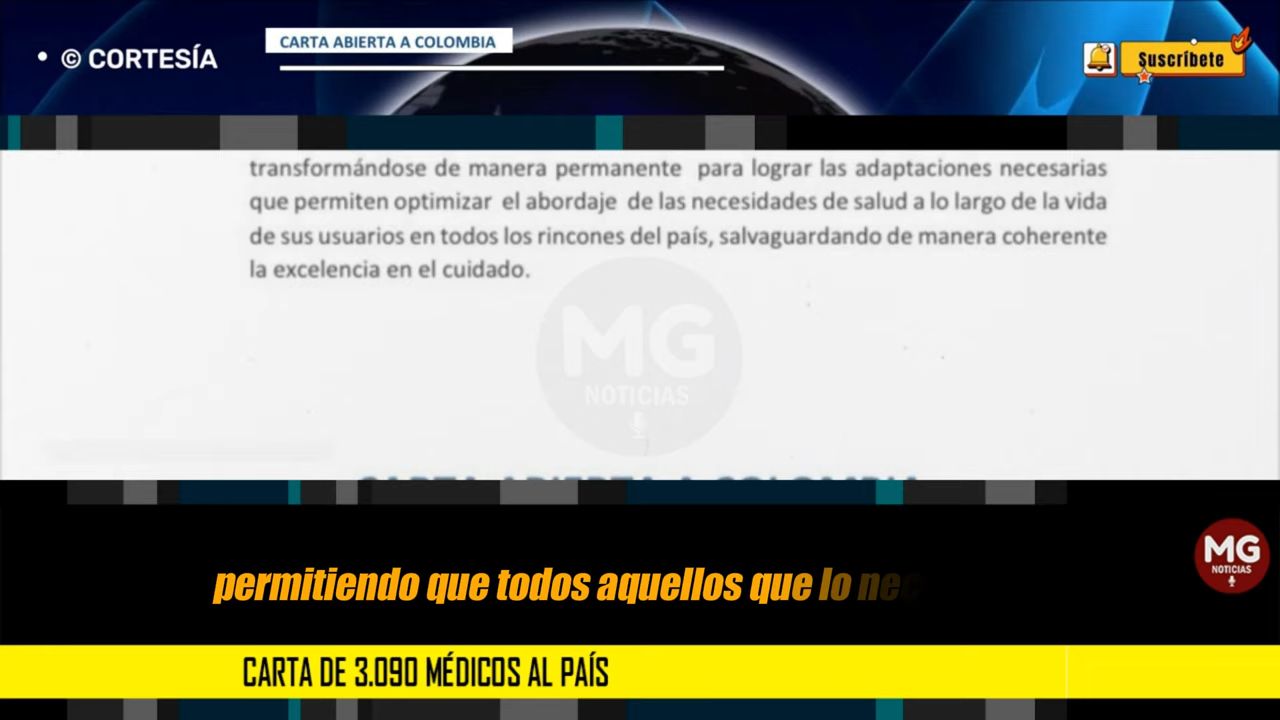 • © CORTESÍA
CARTA ABIERTA A COLOMBIA
Suscríbete
transformándose de manera permanente para lograr las adaptaciones necesarias
que permiten optimizar el abordaje de las necesidades de salud a lo largo de la vida
de sus usuarios en todos los rincones del país, salvaguardando de manera coherente
la excelencia en el cuidado.
MG
NOTICIAS
CARTA ABIERTA A COLOMBIA
permitiendo que todos aquellos que lo
MG
NOTICIAS
CARTA DE 3.090 MÉDICOS AL PAÍS